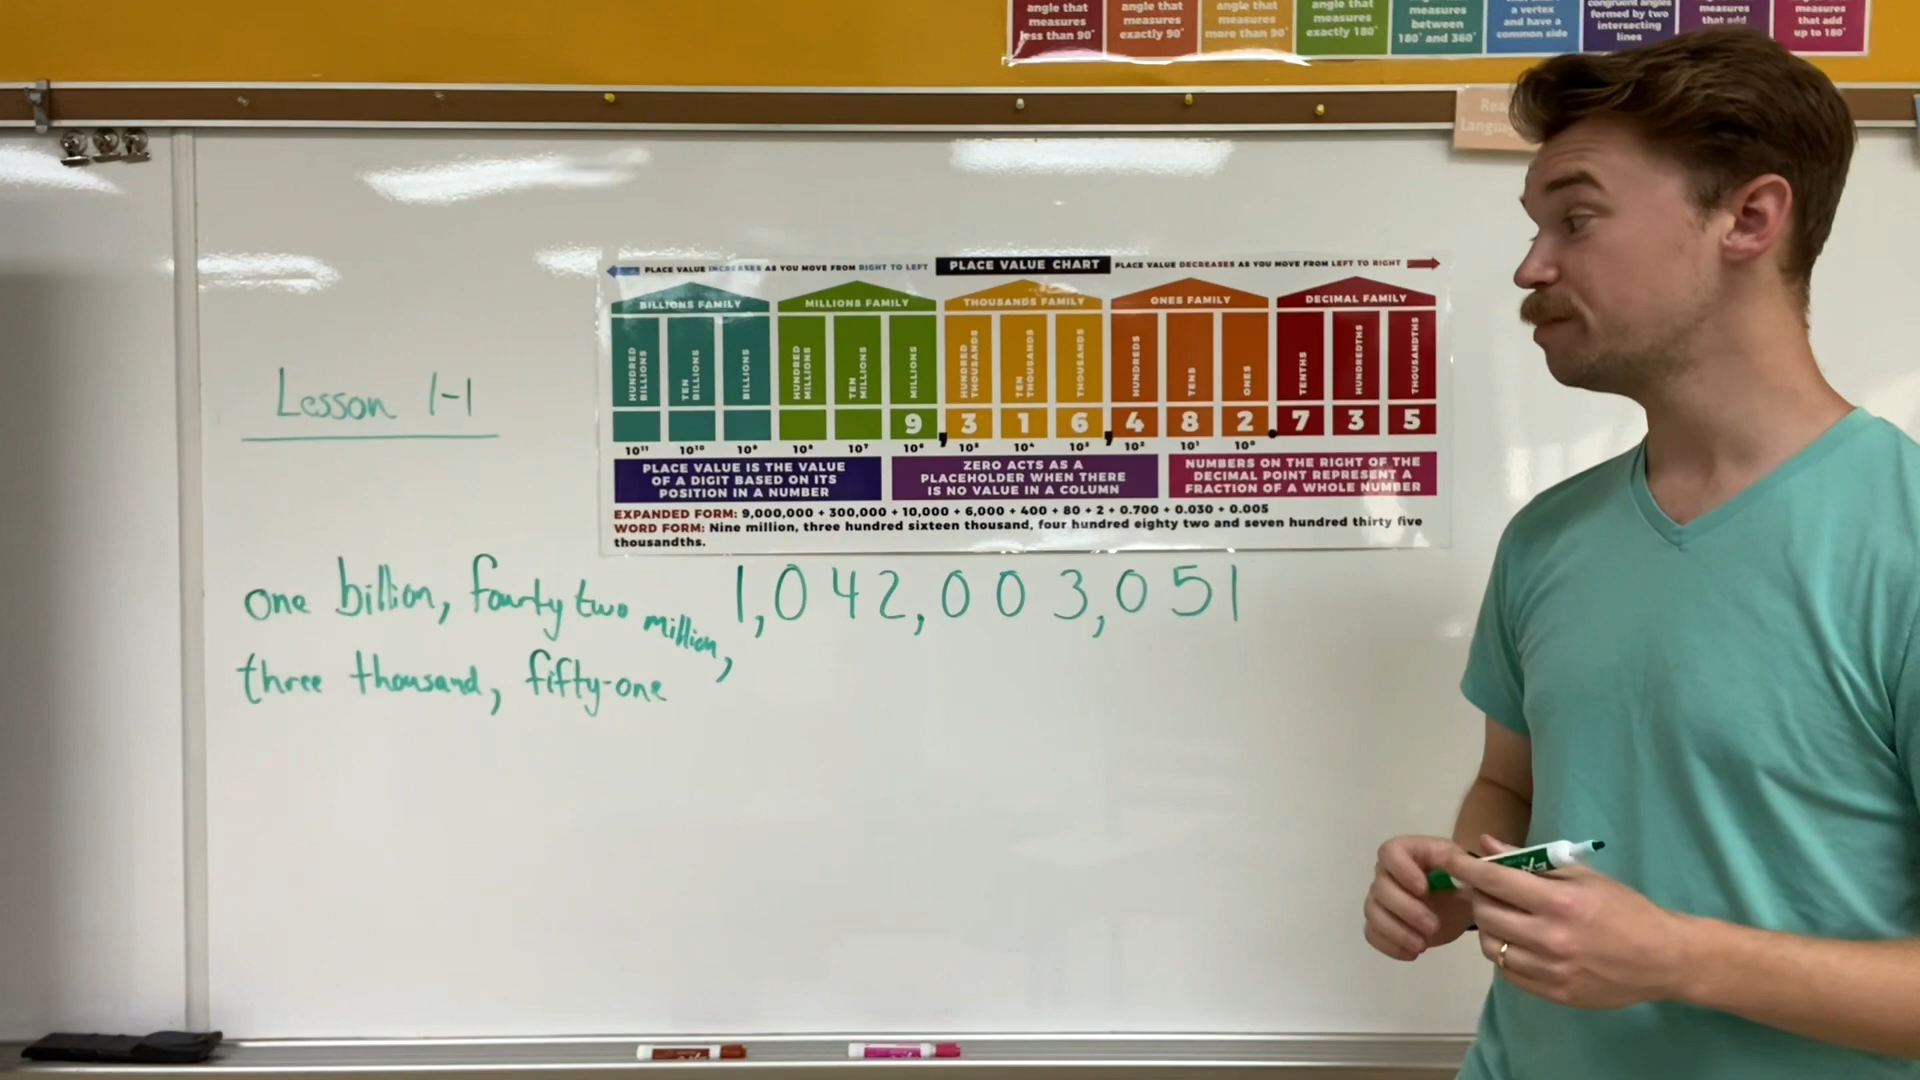 angle that measures less than 90°
angle that measures exactly 90°
angle that measures more than 90°
angle that measures exactly 180°
measures between 180° and 360°
a vertex and have a common side
congruent angles formed by two intersecting lines
measures that add
measures that add up to 180°
PLACE VALUE INCREASES AS YOU MOVE FROM RIGHT TO LEFT
PLACE VALUE CHART
PLACE VALUE DECREASES AS YOU MOVE FROM LEFT TO RIGHT
BILLIONS FAMILY
MILLIONS FAMILY
THOUSANDS FAMILY
ONES FAMILY
DECIMAL FAMILY
HUNDRED BILLIONS
TEN BILLIONS
BILLIONS
HUNDRED MILLIONS
TEN MILLIONS
MILLIONS
HUNDRED THOUSANDS
TEN THOUSANDS
THOUSANDS
HUNDREDS
TENS
ONES
TENTHS
HUNDREDTHS
THOUSANDTHS
9,316,482.735
10¹¹ 10¹⁰ 10⁹ 10⁸ 10⁷ 10⁶ 10⁵ 10⁴ 10³ 10² 10¹ 10⁰
PLACE VALUE IS THE VALUE
OF A DIGIT BASED ON ITS
POSITION IN A NUMBER
ZERO ACTS AS A
PLACEHOLDER WHEN THERE
IS NO VALUE IN A COLUMN
NUMBERS ON THE RIGHT OF THE
DECIMAL POINT REPRESENT A
FRACTION OF A WHOLE NUMBER
EXPANDED FORM: 9,000,000 + 300,000 + 10,000 + 6,000 + 400 + 80 + 2 + 0.700 + 0.030 + 0.005
WORD FORM: Nine million, three hundred sixteen thousand, four hundred eighty two and seven hundred thirty five
thousandths.
Lesson 1-1
one billion, fourty two million,
three thousand, fifty-one
1,042,003,051